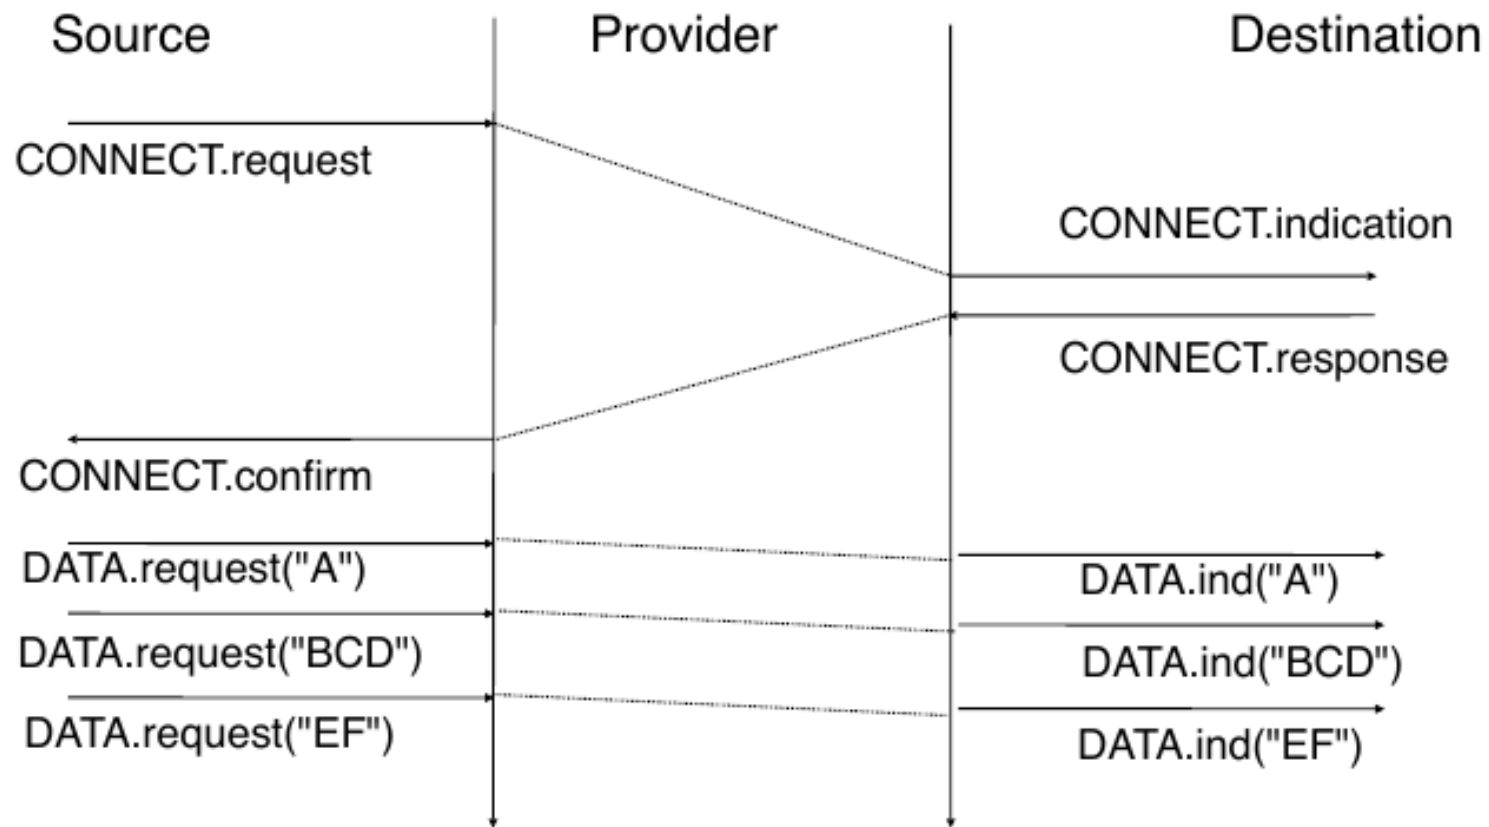 Source
Provider
Destination
CONNECT.request
CONNECT.indication
CONNECT.response
CONNECT.confirm
DATA.request("A")
DATA.ind("A")
DATA.request("BCD")
DATA.ind("BCD")
DATA.request("EF")
DATA.ind("EF")